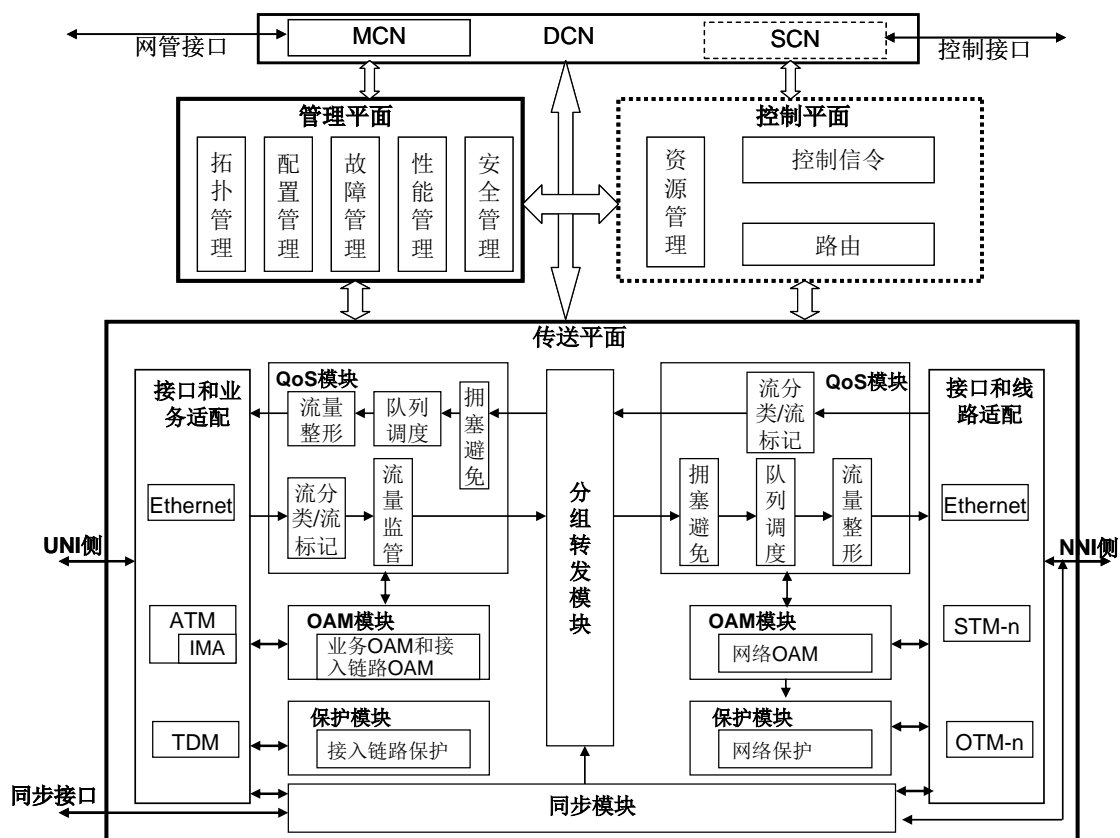 MCN
DCN
SCN
网管接口
控制接口
管理平面
拓扑管理
配置管理
故障管理
性能管理
安全管理
控制平面
资源管理
控制信令
路由
传送平面
接口和业
务适配
Ethernet
ATM
IMA
TDM
UNI侧
QoS模块
流量
整形
队列
调度
拥塞避免
流分
类/流
标记
流量监管
OAM模块
业务OAM和接
入链路OAM
保护模块
接入链路保护
分组转发模块
QoS模块
流分
类/流
标记
拥塞避免
队列调度
流量整形
OAM模块
网络OAM
保护模块
网络保护
接口和线
路适配
Ethernet
STM-n
OTM-n
NNI侧
同步接口
同步模块